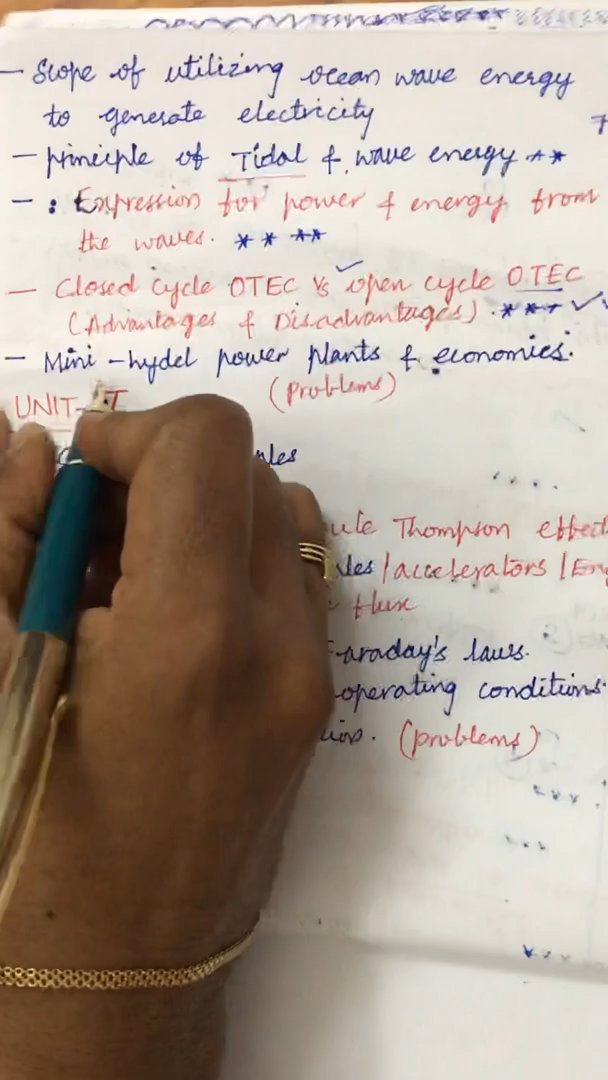 - Scope of utilizing ocean wave energy
to generate electricity
- principle of Tidal & wave energy **
- : Expression for power & energy from
the waves. ** **
- Closed cycle OTEC Vs open cycle OTEC
(Advantages & Disadvantages). *** ✓
- Mini-hydel power plants & economics.
(Problems)
UNIT-
ples
ule Thompson effect
les/accelerators/En
flux
Faraday's laws.
operating conditions.
tion. (problems)